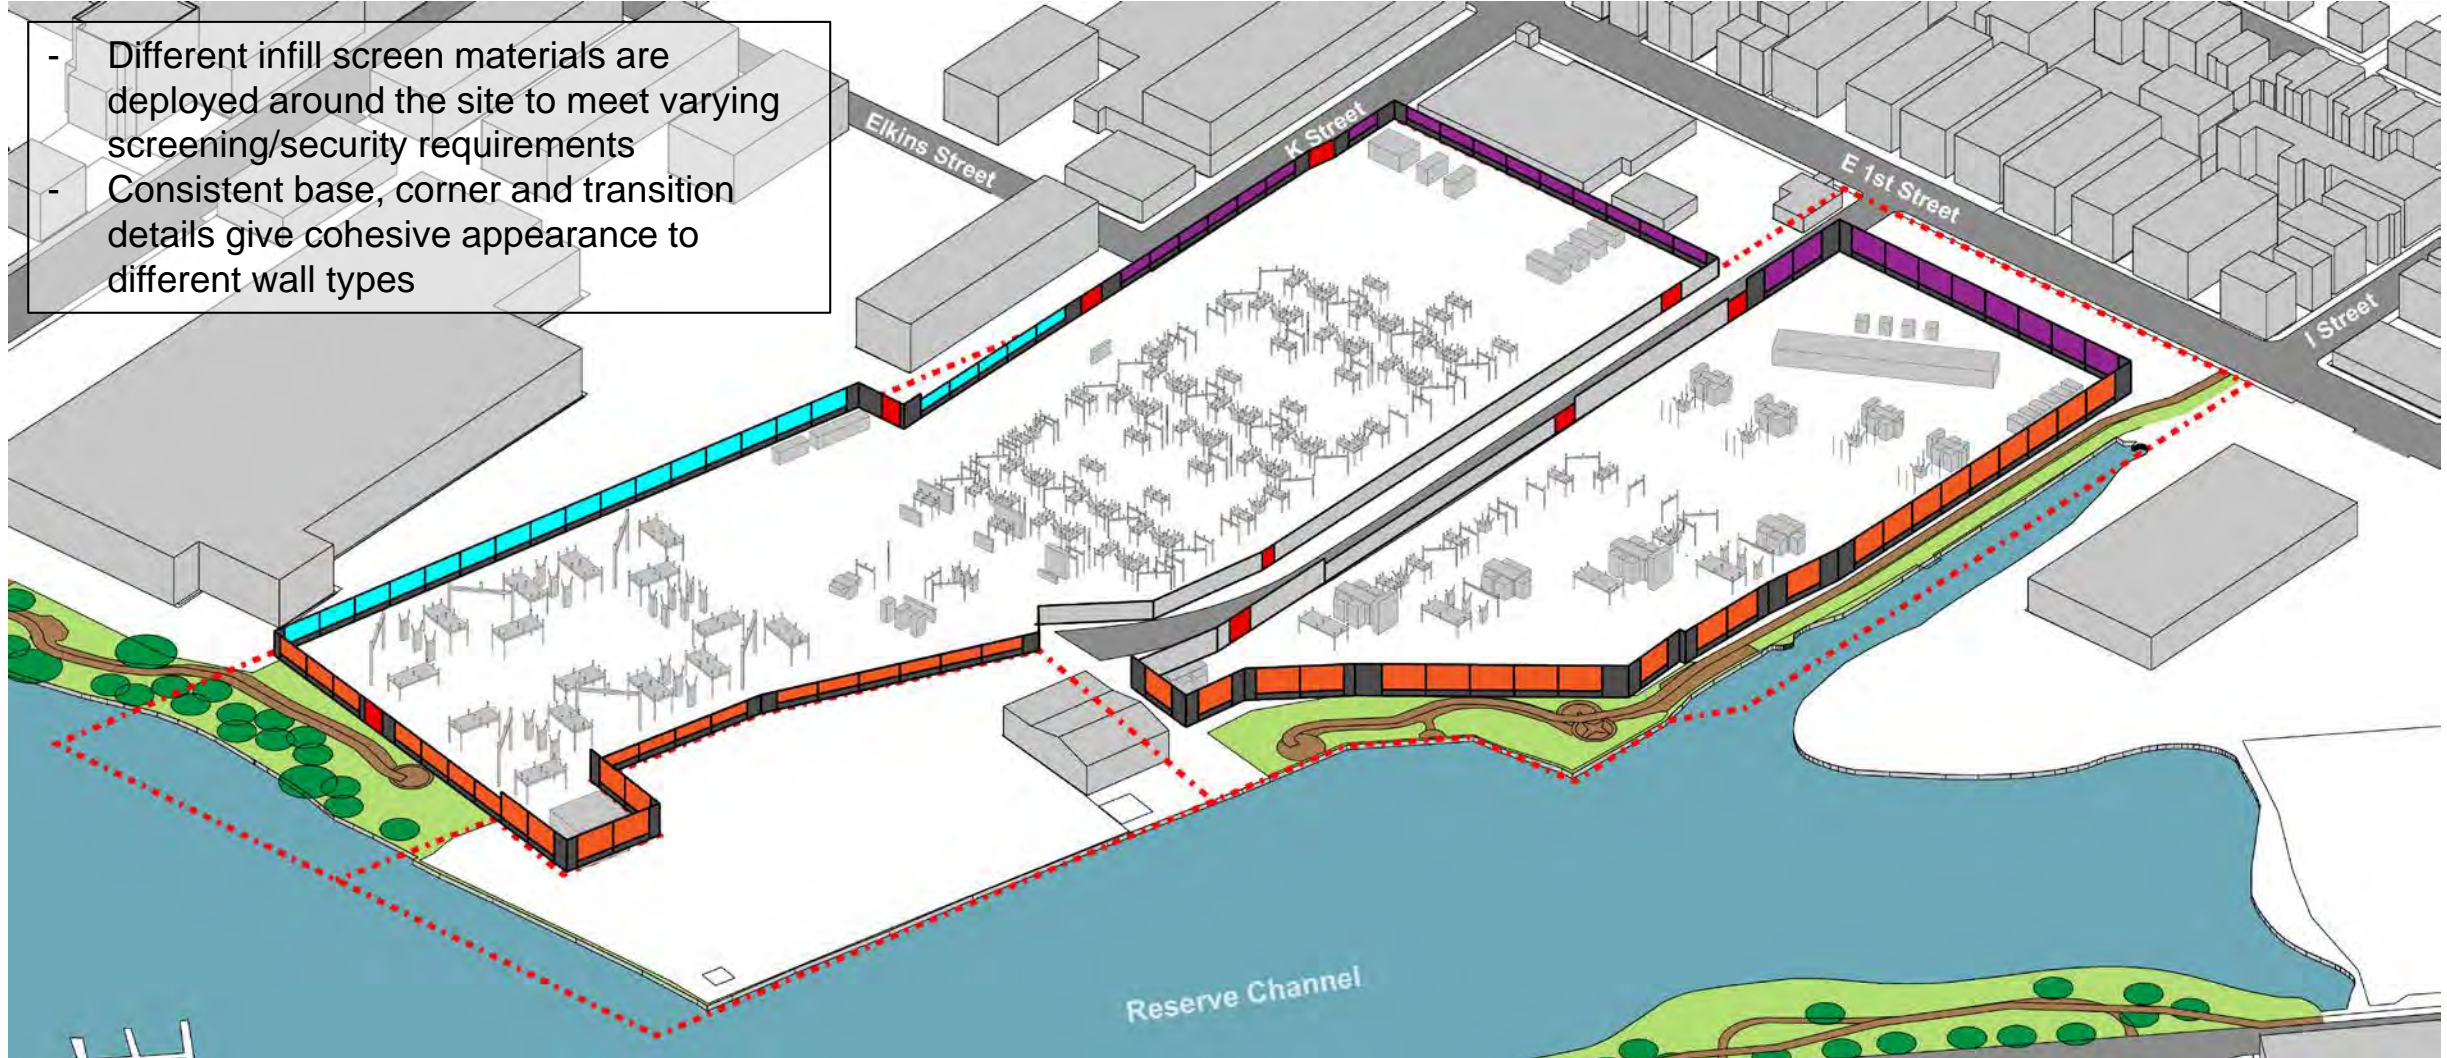 - Different infill screen materials are
deployed around the site to meet varying
screening/security requirements
- Consistent base, corner and transition
details give cohesive appearance to
different wall types
Elkins Street
K Street
E 1st Street
I Street
Reserve Channel